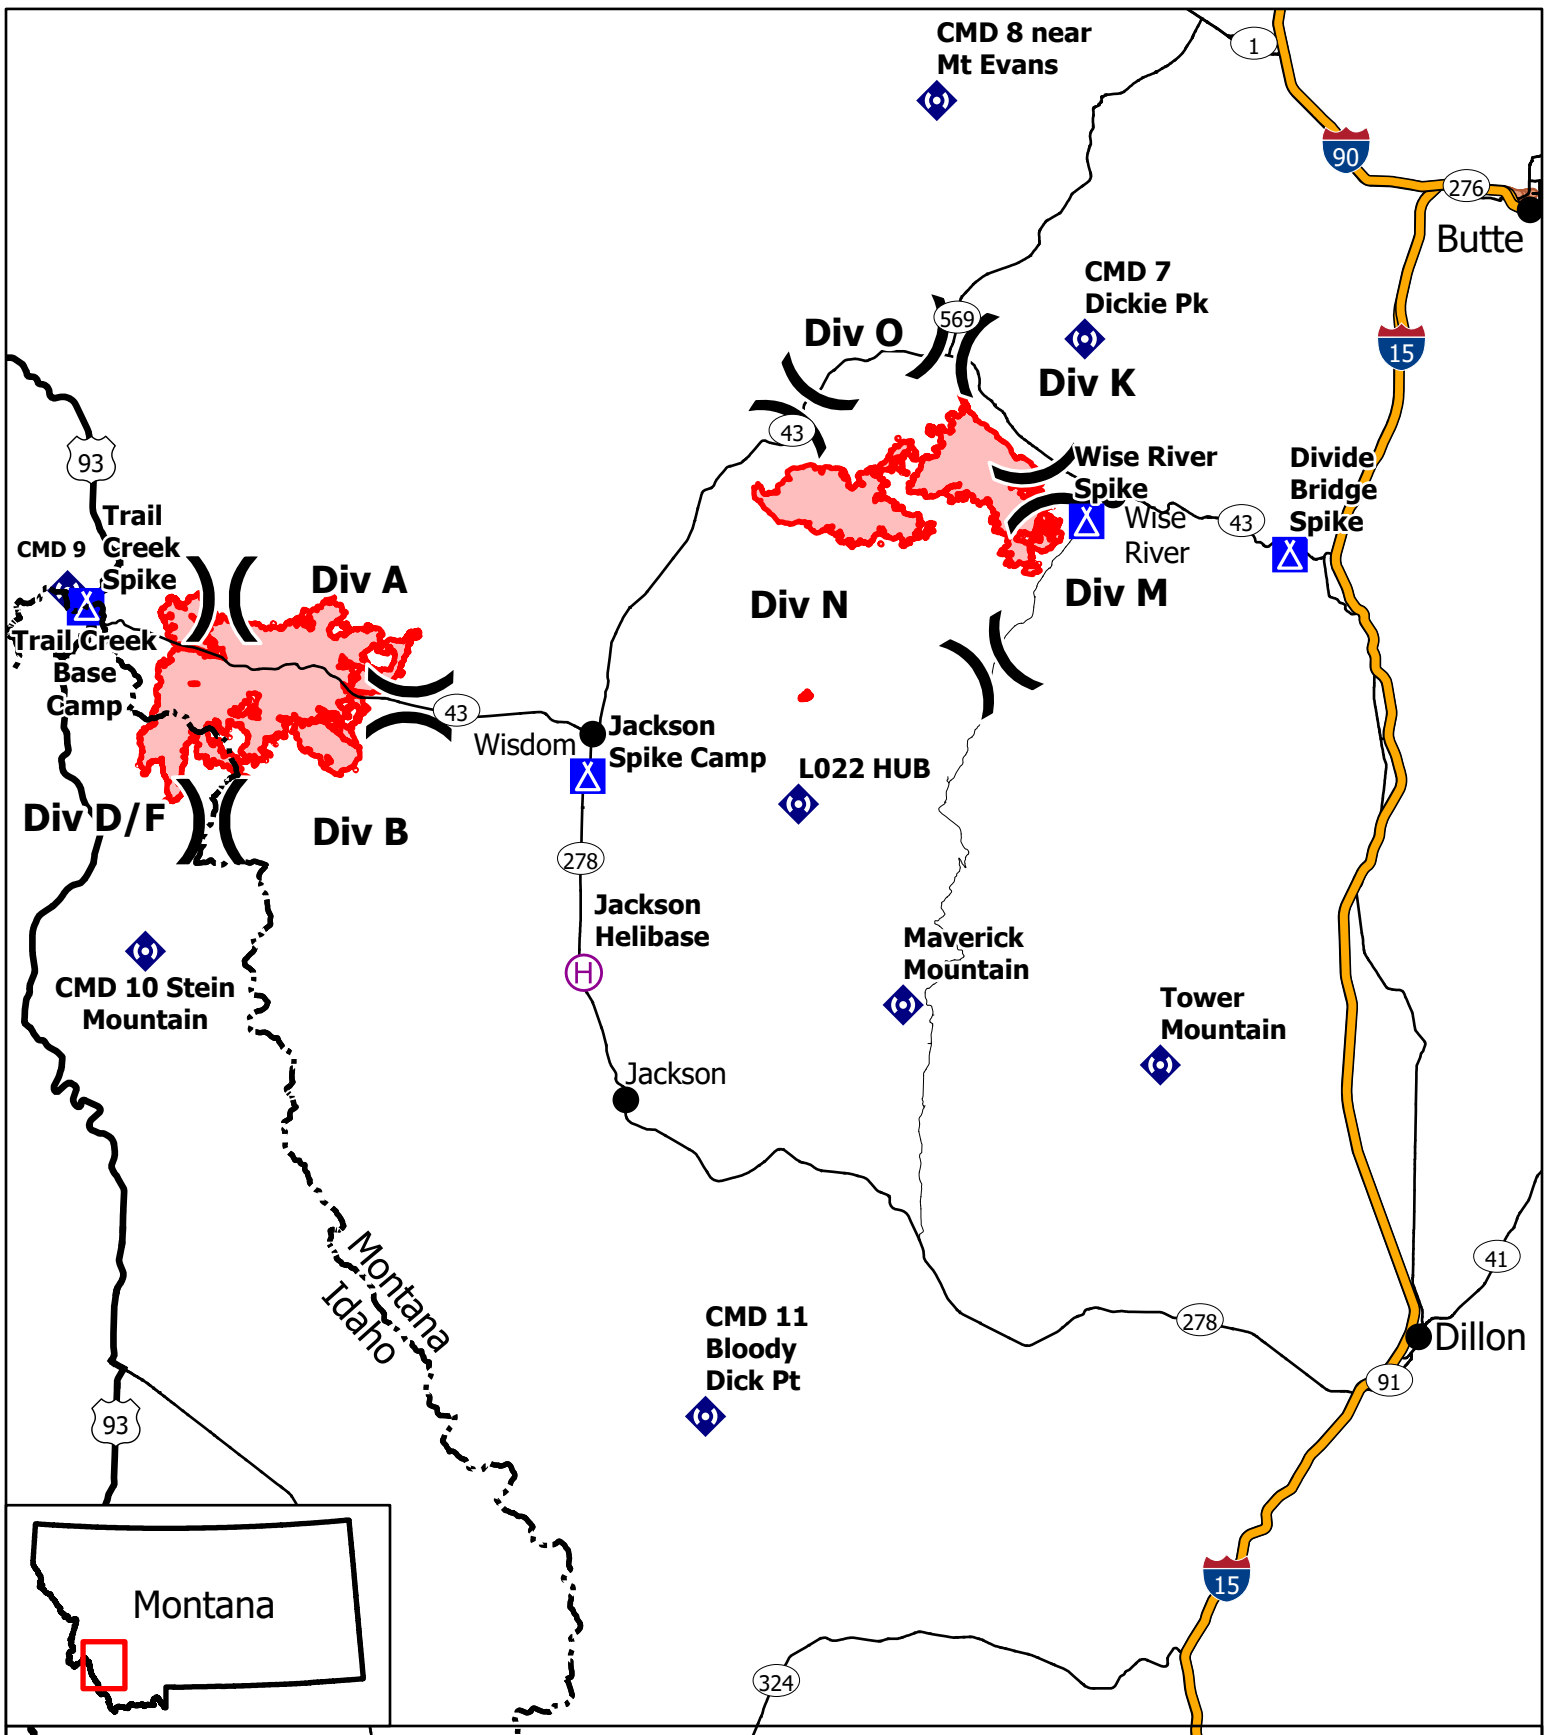 CMD 8 near
Mt Evans
1
90
276
Butte
CMD 7
Dickie Pk
569
Div O
15
Div K
43
93
Wise River
Spike
Divide
Bridge
Spike
Trail
Creek
Spike
CMD 9
43
Wise
River
Div A
Div N
Div M
Trail Creek
Base
Camp
43
Wisdom
Jackson
Spike Camp
L022 HUB
Div D/F
Div B
278
Jackson
Helibase
H
Maverick
Mountain
CMD 10 Stein
Mountain
Tower
Mountain
Jackson
Montana
Idaho
41
CMD 11
Bloody
Dick Pt
278
Dillon
91
93
15
Montana
324